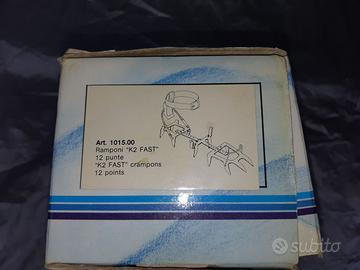 Art. 1015.00
Ramponi "K2 FAST"
12 punte
"K2 FAST" crampons
12 points
subito